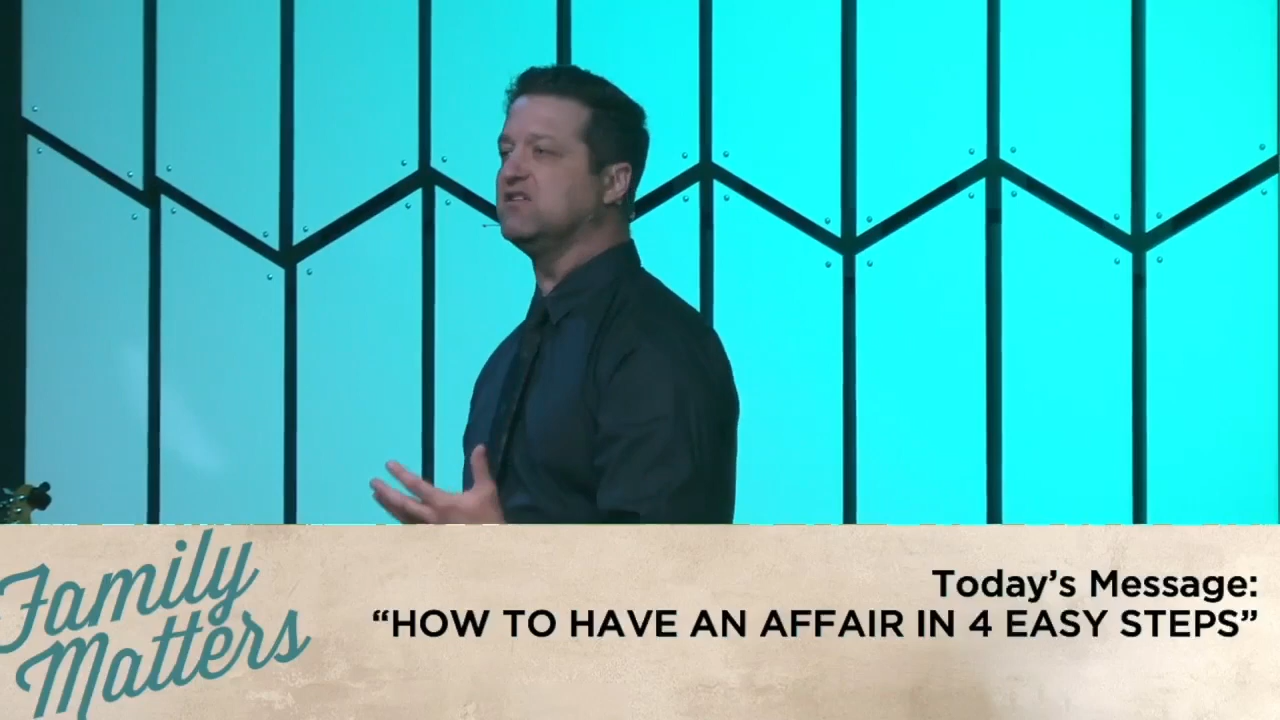 Family
Matters
Today's Message:
“HOW TO HAVE AN AFFAIR IN 4 EASY STEPS”